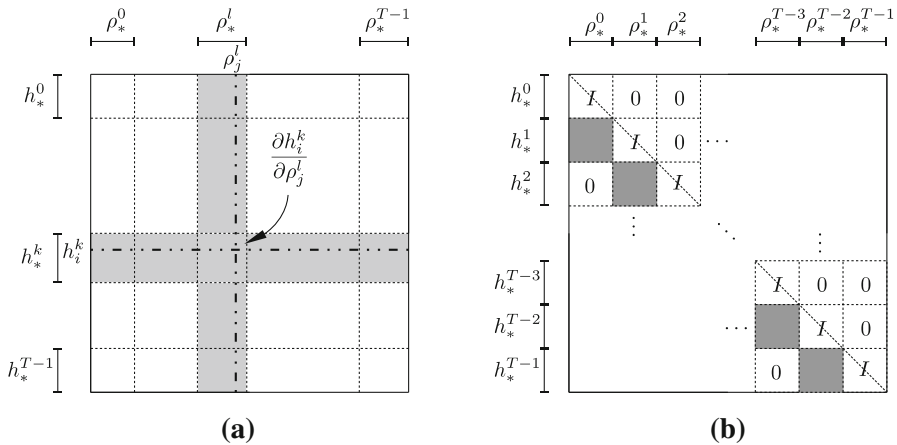 ρ_*^0 ρ_*^l ρ_*^{T−1}
ρ_j^l
h_*^0
∂h_i^k / ∂ρ_j^l
h_*^k h_i^k
h_*^{T−1}
(a)
ρ_*^0 ρ_*^1 ρ_*^2 ρ_*^{T−3} ρ_*^{T−2} ρ_*^{T−1}
h_*^0 I 0 0
h_*^1 I 0 ···
h_*^2 0 I
⋮ ⋱ ⋮
h_*^{T−3} I 0 0
h_*^{T−2} ··· I 0
h_*^{T−1} 0 I
(b)